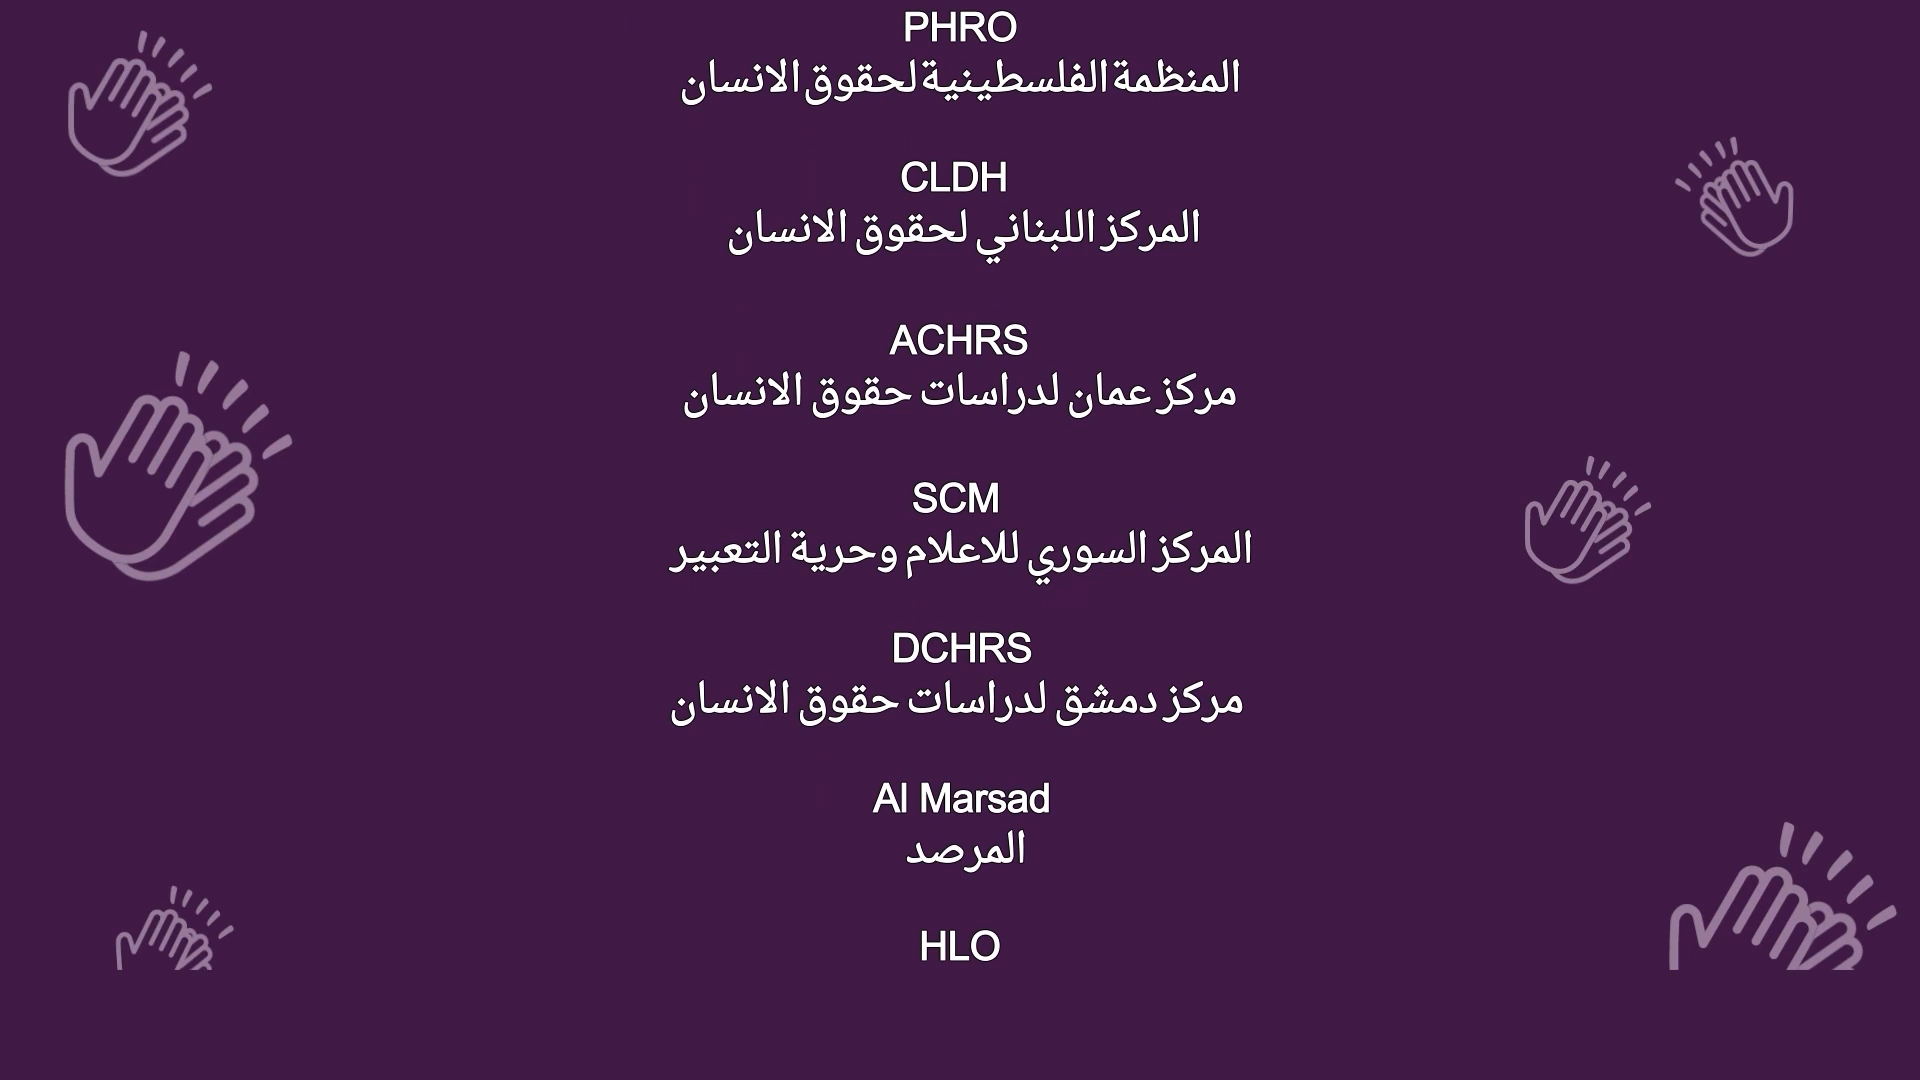 PHRO
المنظمة الفلسطينية لحقوق الانسان
CLDH
المركز اللبناني لحقوق الانسان
ACHRS
مركز عمان لدراسات حقوق الانسان
SCM
المركز السوري للاعلام وحرية التعبير
DCHRS
مركز دمشق لدراسات حقوق الانسان
Al Marsad
المرصد
HLO